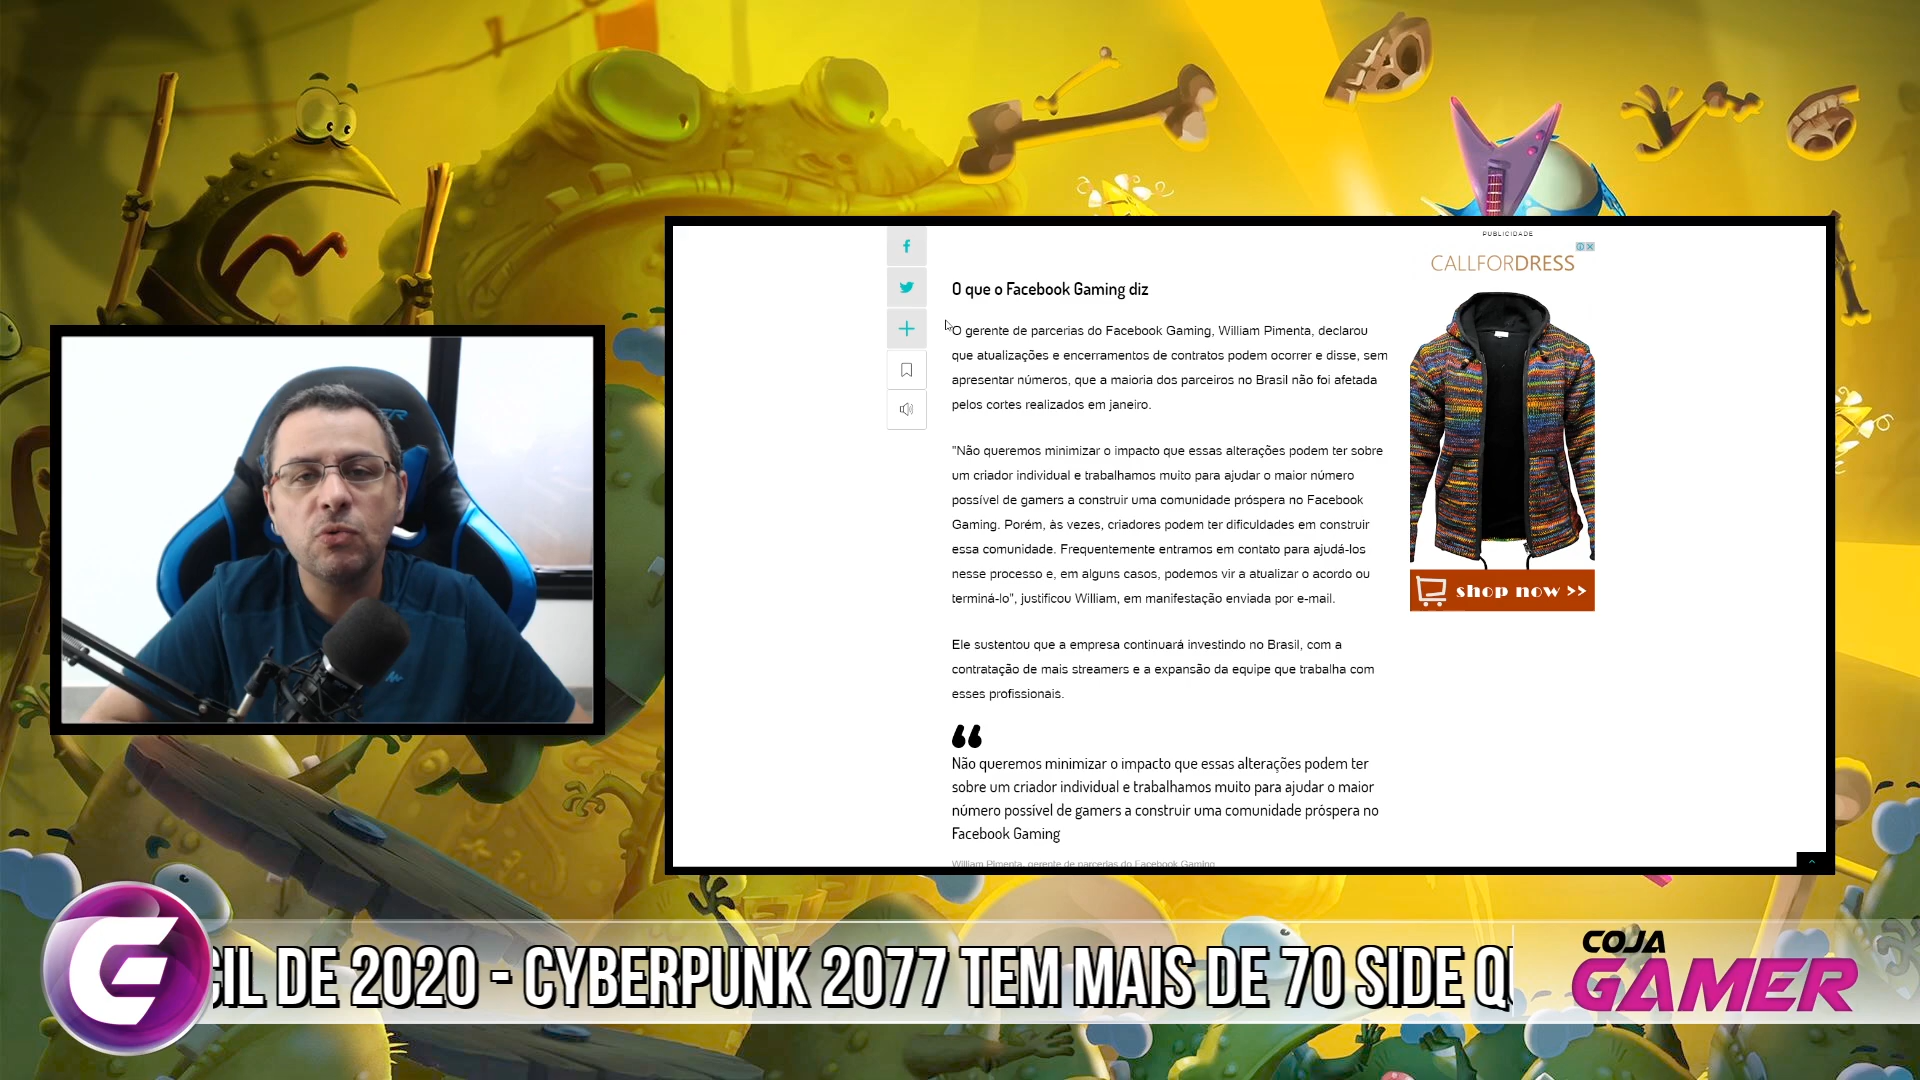 PUBLICIDADE
CALLFORDRESS
shop now >>
O que o Facebook Gaming diz
O gerente de parcerias do Facebook Gaming, William Pimenta, declarou
que atualizações e encerramentos de contratos podem ocorrer e disse, sem
apresentar números, que a maioria dos parceiros no Brasil não foi afetada
pelos cortes realizados em janeiro.
"Não queremos minimizar o impacto que essas alterações podem ter sobre
um criador individual e trabalhamos muito para ajudar o maior número
possível de gamers a construir uma comunidade próspera no Facebook
Gaming. Porém, às vezes, criadores podem ter dificuldades em construir
essa comunidade. Frequentemente entramos em contato para ajudá-los
nesse processo e, em alguns casos, podemos vir a atualizar o acordo ou
terminá-lo", justificou William, em manifestação enviada por e-mail.
Ele sustentou que a empresa continuará investindo no Brasil, com a
contratação de mais streamers e a expansão da equipe que trabalha com
esses profissionais.
Não queremos minimizar o impacto que essas alterações podem ter
sobre um criador individual e trabalhamos muito para ajudar o maior
número possível de gamers a construir uma comunidade próspera no
Facebook Gaming
William Pimenta, gerente de parcerias do Facebook Gaming
CIL DE 2020 - CYBERPUNK 2077 TEM MAIS DE 70 SIDE Q
COJA
GAMER